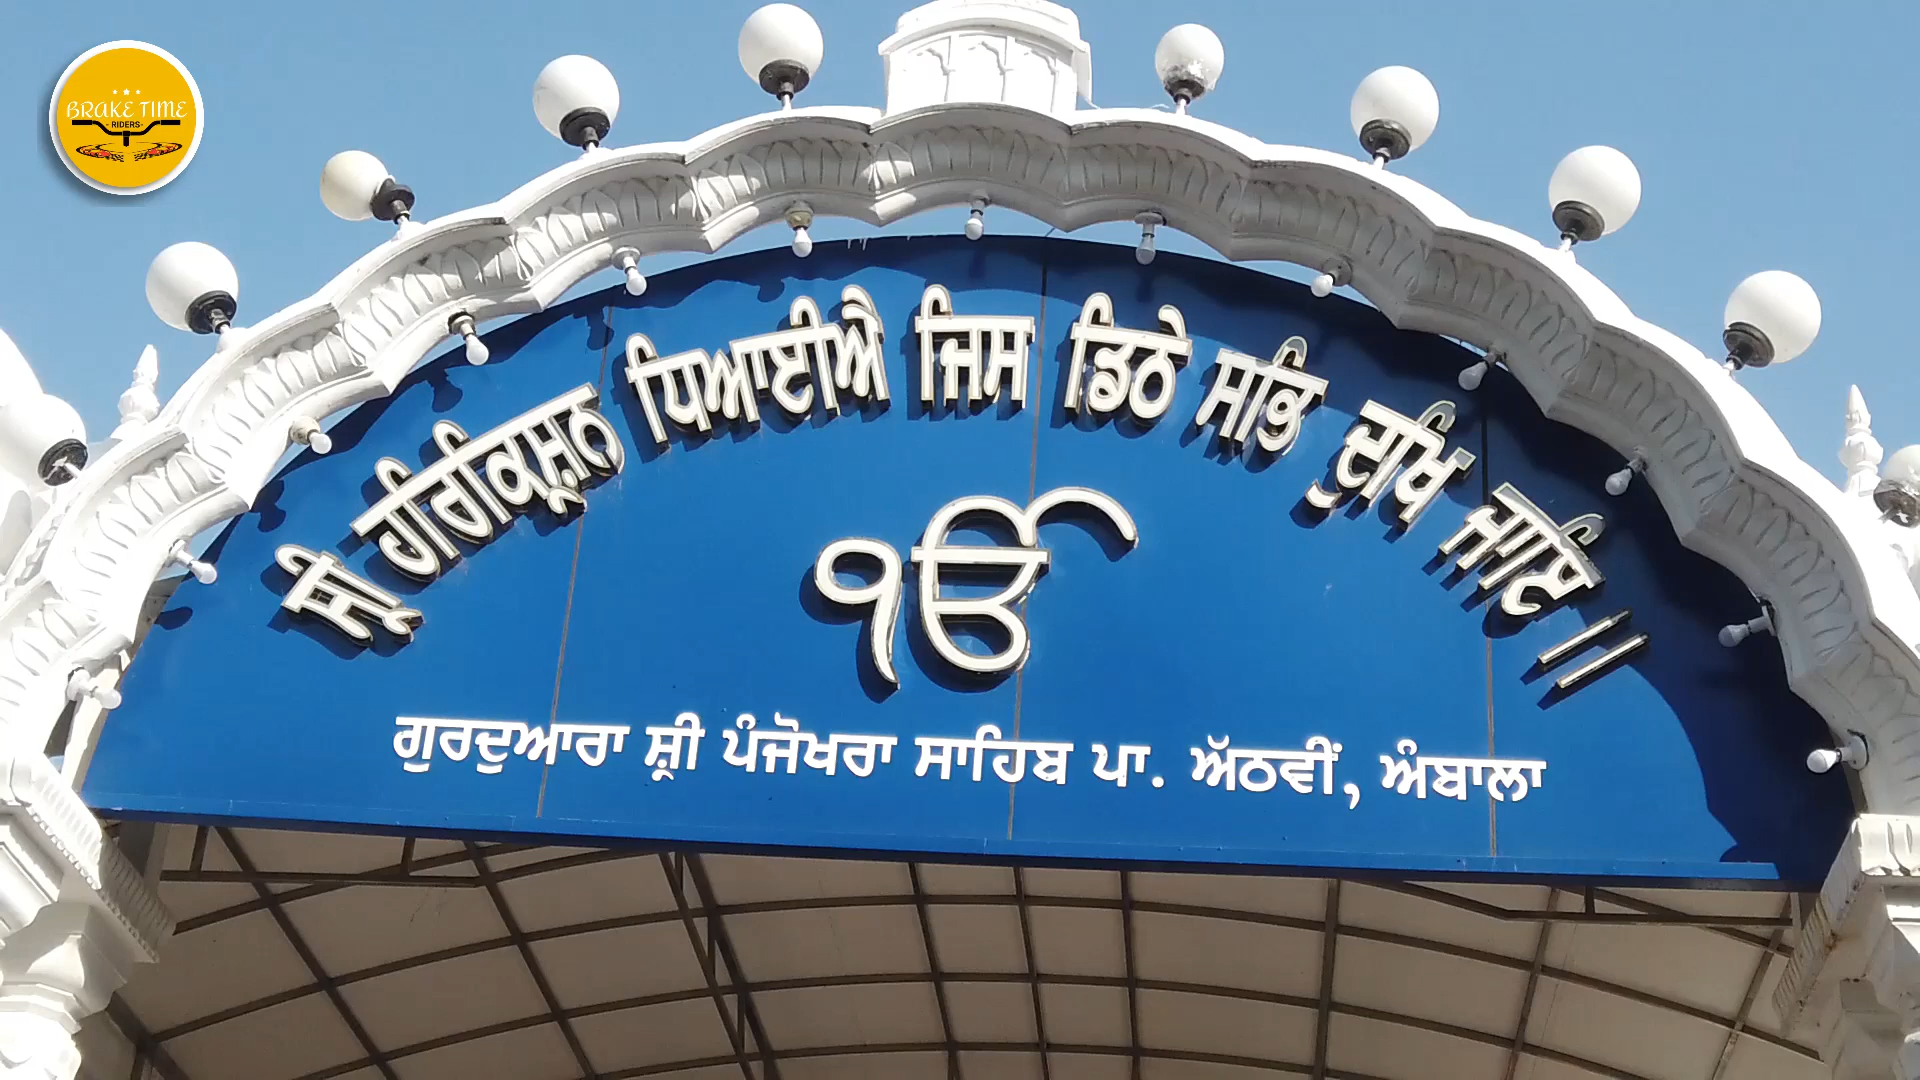 BRAKE TIME
- RIDERS-
ਸ੍ਰੀ ਹਰਿਕ੍ਰਿਸ਼ਨ ਧਿਆਈਐ ਜਿਸ ਡਿਠੇ ਸਭਿ ਦੁਖਿ ਜਾਇ ॥
ੴ
ਗੁਰਦੁਆਰਾ ਸ਼੍ਰੀ ਪੰਜੋਖਰਾ ਸਾਹਿਬ ਪਾ. ਅੱਠਵੀਂ, ਅੰਬਾਲਾ